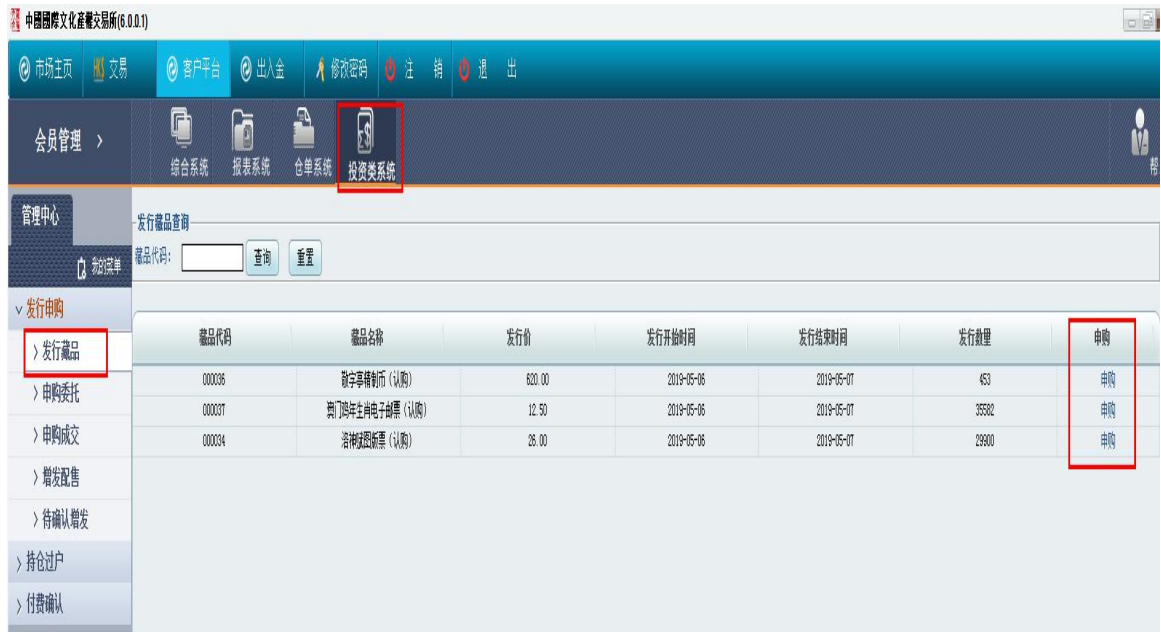 中國國際文化產權交易所(6.0.0.1)
市场主页 HKS 交易 客户平台 出入金 修改密码 注 销 退 出
会员管理 >
综合系统 报表系统 仓单系统 投资类系统
帮
管理中心
我的菜单
发行藏品查询
藏品代码: 查询 重置
发行申购
> 发行藏品
> 申购委托
> 申购成交
> 增发配售
> 待确认增发
> 持仓过户
> 付费确认
藏品代码 藏品名称 发行价 发行开始时间 发行结束时间 发行数量 申购
000036 敬字亭精制币(认购) 620.00 2019-05-06 2019-05-07 453 申购
000037 澳门鸡年生肖电子邮票(认购) 12.50 2019-05-06 2019-05-07 35582 申购
000034 洛神赋图版票(认购) 26.00 2019-05-06 2019-05-07 29900 申购